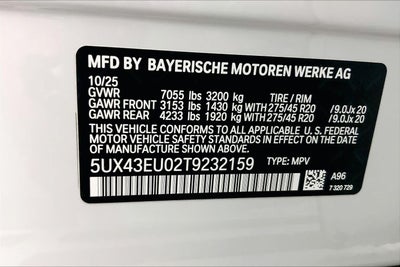 MFD BY BAYERISCHE MOTOREN WERKE AG
10/25
GVWR 7055 lbs 3200 kg TIRE / RIM
GAWR FRONT 3153 lbs 1430 kg WITH 275/45 R20 /9.0Jx 20
GAWR REAR 4233 lbs 1920 kg WITH 275/45 R20 /9.0Jx 20
THIS VEHICLE CONFORMS TO ALL APPLICABLE U. S. FEDERAL
MOTOR VEHICLE SAFETY STANDARDS IN EFFECT ON THE DATE
OF MANUFACTURE SHOWN ABOVE.
5UX43EU02T9232159 TYPE: MPV
A96
7 320 729